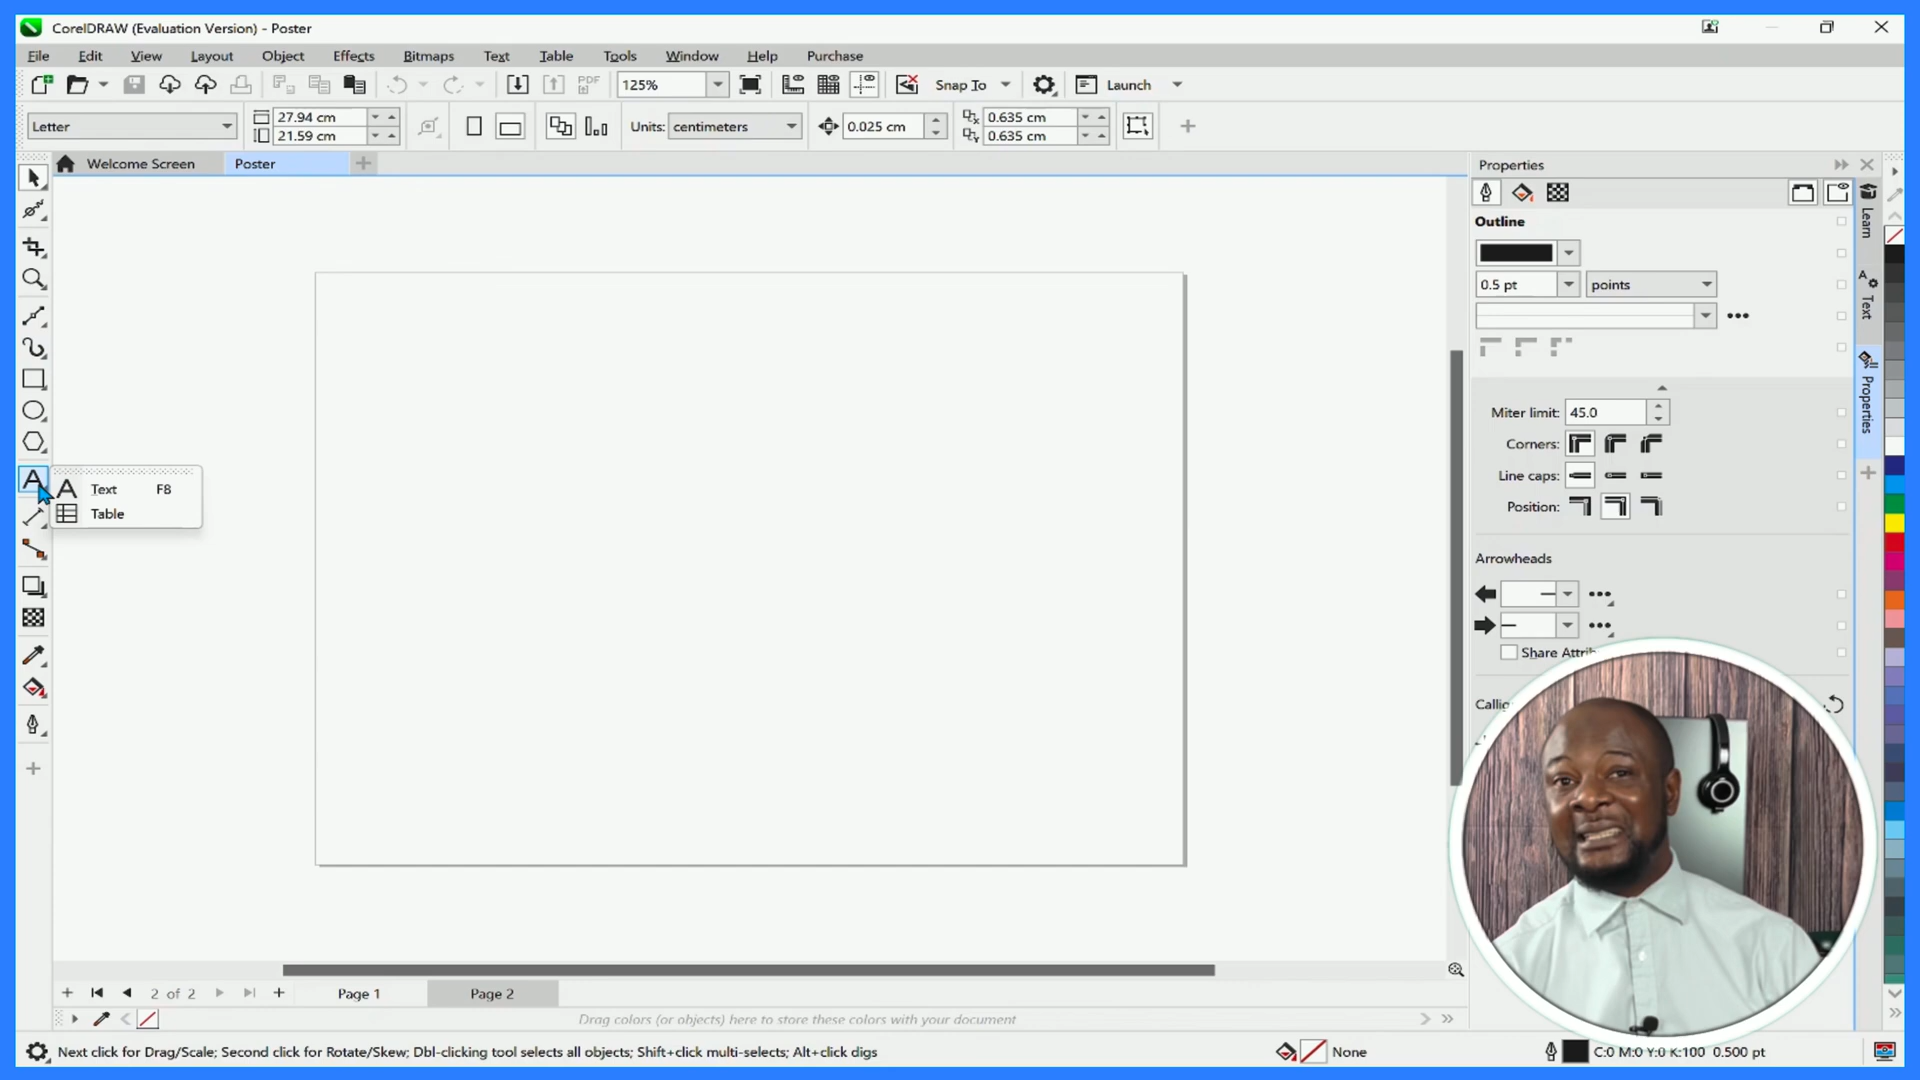 CorelDRAW (Evaluation Version) - Poster
File Edit View Layout Object Effects Bitmaps Text Table Tools Window Help Purchase
PDF 125% Snap To Launch
Letter 27.94 cm 21.59 cm Units: centimeters 0.025 cm 0.635 cm 0.635 cm
Welcome Screen Poster
Properties
Outline
0.5 pt points
Miter limit: 45.0
Corners:
Line caps:
Position:
Arrowheads
Share Attrib
Callig
Learn
Text
Properties
Text F8
Table
2 of 2 Page 1 Page 2
Drag colors (or objects) here to store these colors with your document
Next click for Drag/Scale; Second click for Rotate/Skew; Dbl-clicking tool selects all objects; Shift+click multi-selects; Alt+click digs
None C:0 M:0 Y:0 K:100 0.500 pt